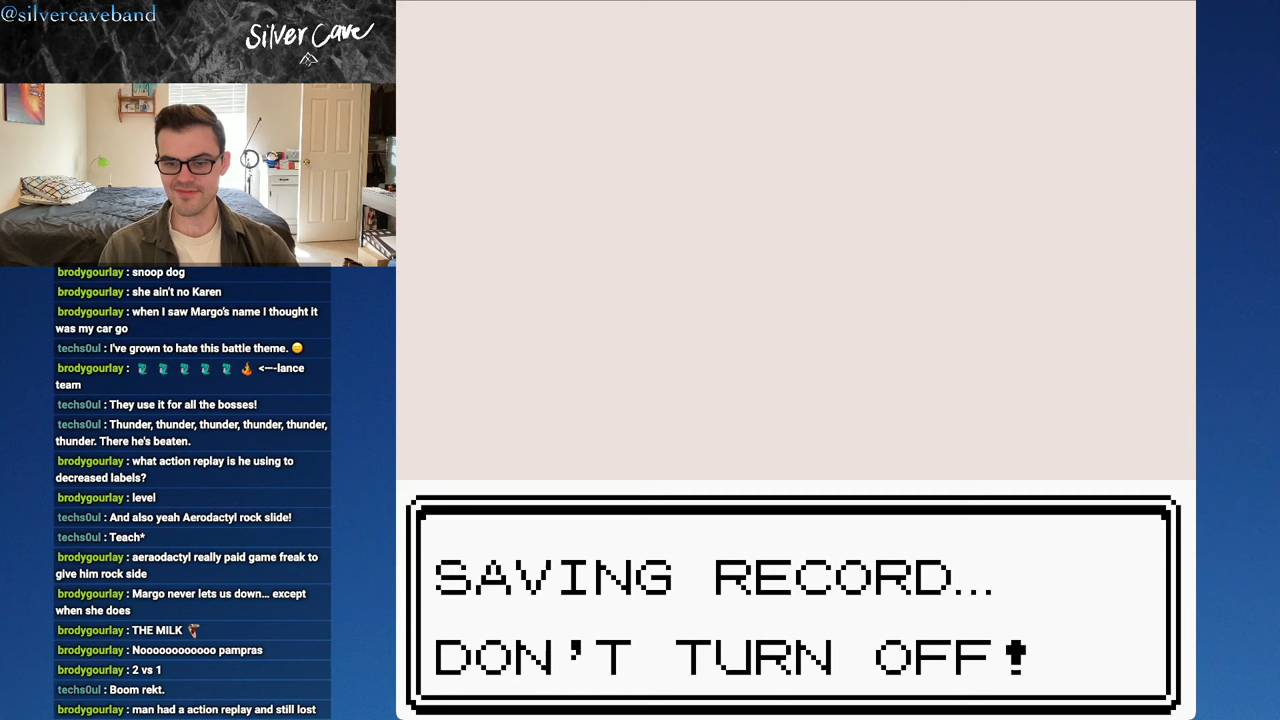 @silvercaveband
Silver Cave
brodygourlay : snoop dog
brodygourlay : she ain't no Karen
brodygourlay : when I saw Margo's name I thought it
was my car go
techs0ul : I've grown to hate this battle theme. 😑
brodygourlay : 🐉 🐉 🐉 🐉 🐉 🔥 <—-lance
team
techs0ul : They use it for all the bosses!
techs0ul : Thunder, thunder, thunder, thunder, thunder,
thunder. There he's beaten.
brodygourlay : what action replay is he using to
decreased labels?
brodygourlay : level
techs0ul : And also yeah Aerodactyl rock slide!
techs0ul : Teach*
brodygourlay : aeraodactyl really paid game freak to
give him rock side
brodygourlay : Margo never lets us down... except
when she does
brodygourlay : THE MILK
brodygourlay : Nooooooooooo pampras
brodygourlay : 2 vs 1
techs0ul : Boom rekt.
brodygourlay : man had a action replay and still lost
SAVING RECORD...
DON'T TURN OFF!